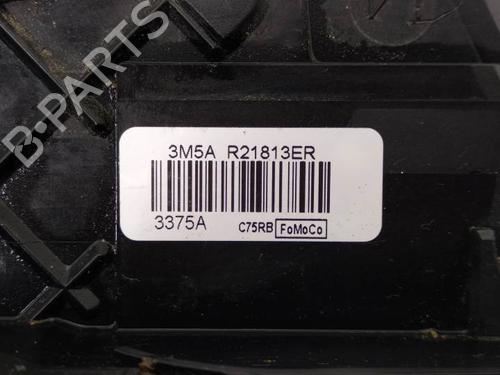 B-PARTS
3M5A R21813ER
3375A C75RB FoMoCo